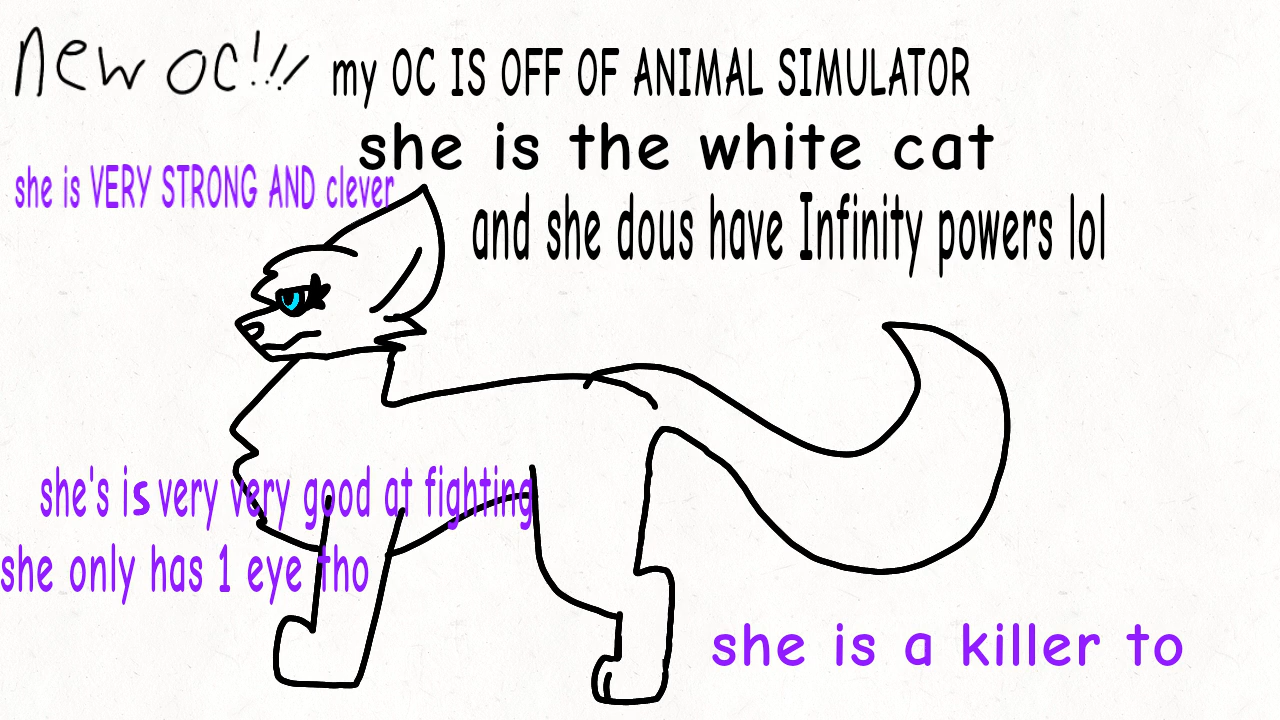 new oc!!! my OC IS OFF OF ANIMAL SIMULATOR
she is the white cat
she is VERY STRONG AND clever
and she dous have Infinity powers lol
she's is very very good at fighting
she only has 1 eye tho
she is a killer to